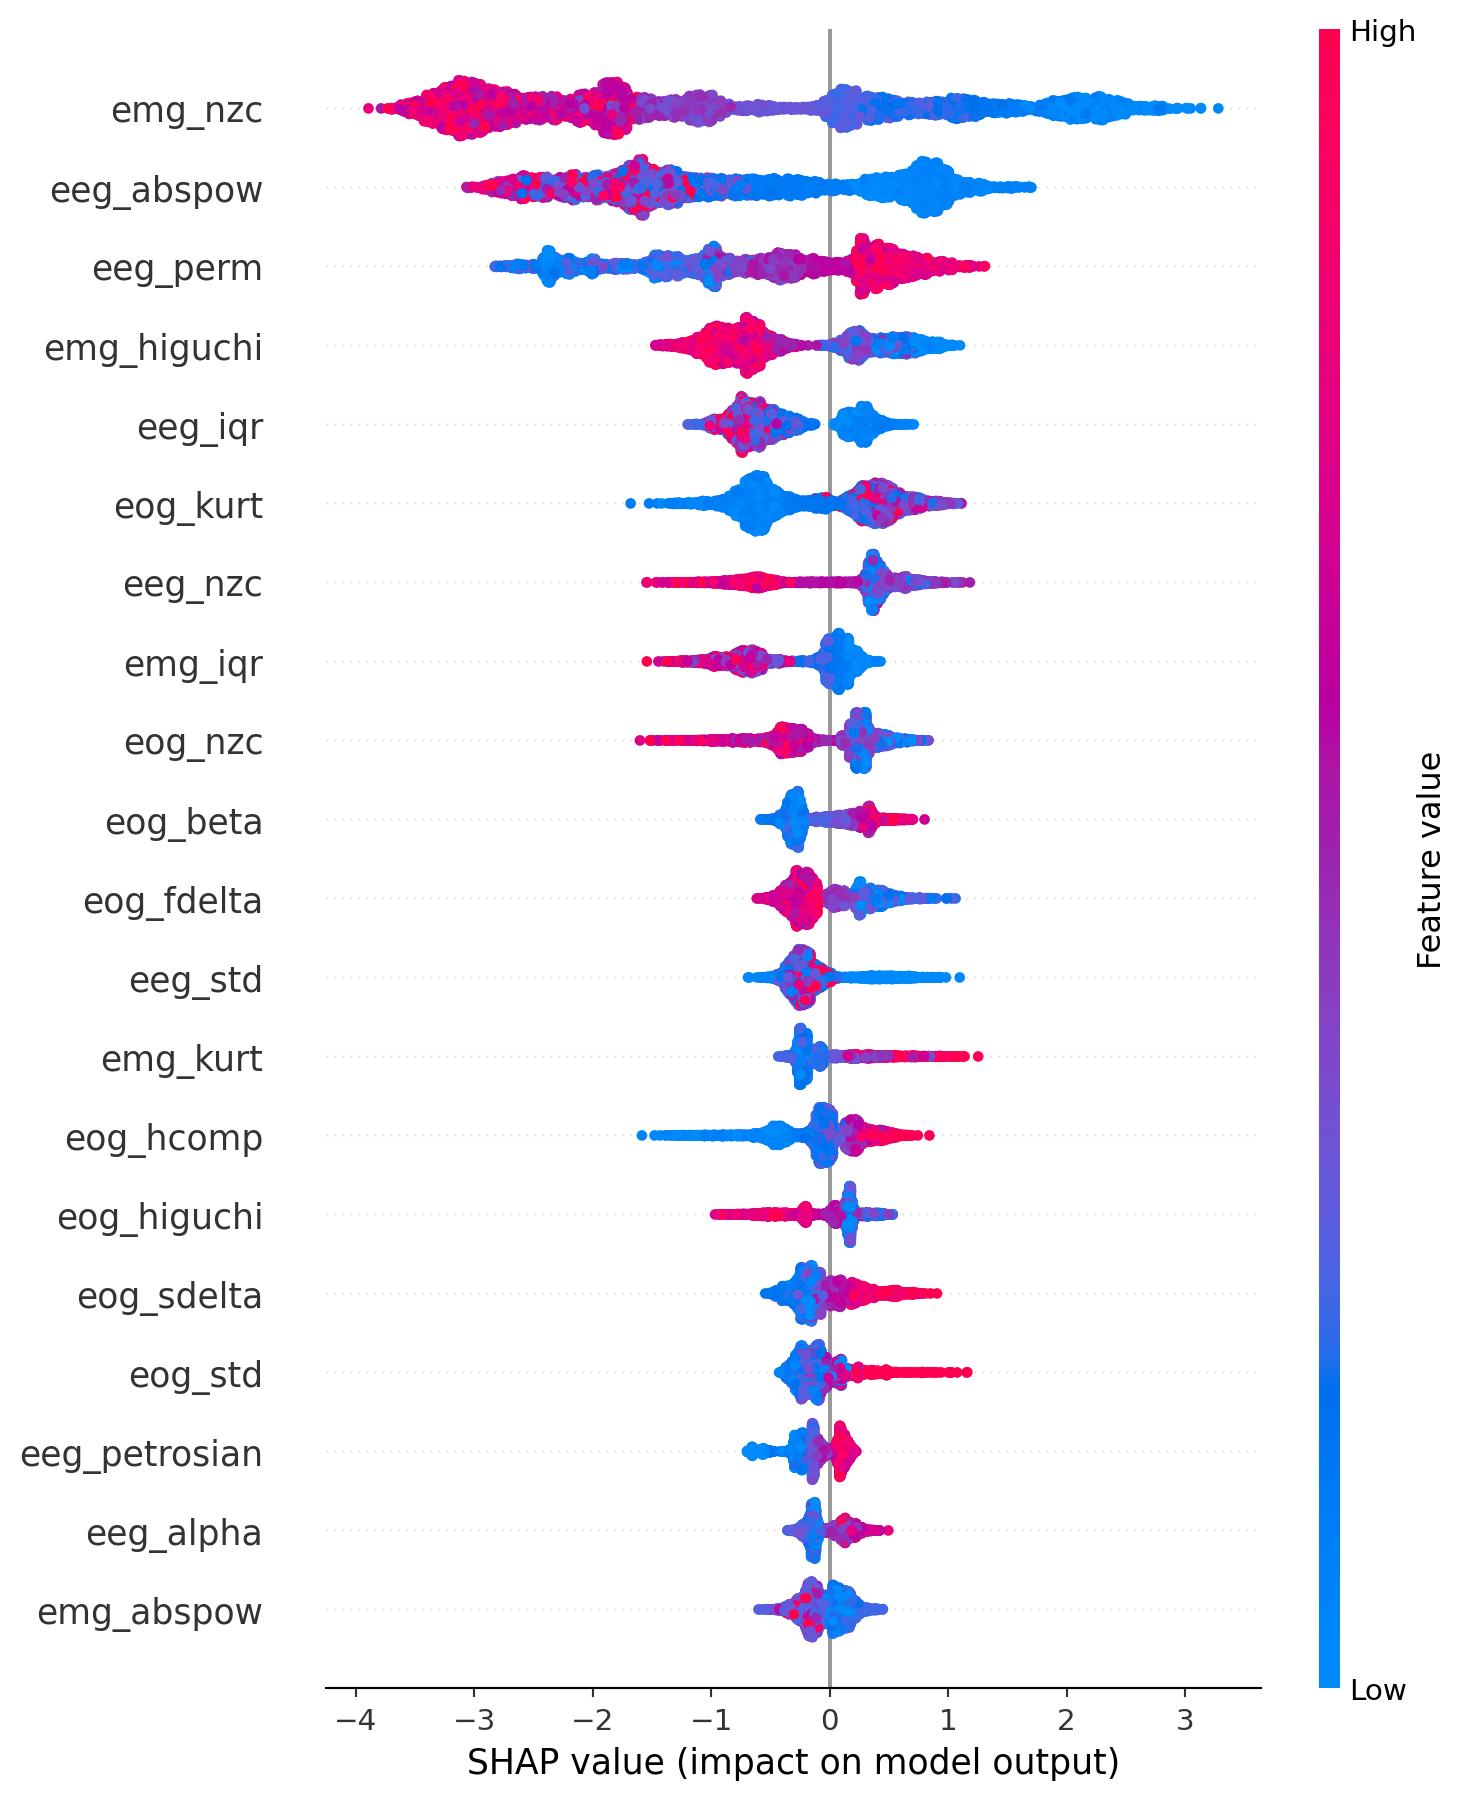 High
emg_nzc
eeg_abspow
eeg_perm
emg_higuchi
eeg_iqr
eog_kurt
eeg_nzc
emg_iqr
eog_nzc
eog_beta
eog_fdelta
eeg_std
emg_kurt
eog_hcomp
eog_higuchi
eog_sdelta
eog_std
eeg_petrosian
eeg_alpha
emg_abspow
Feature value
Low
−4 −3 −2 −1 0 1 2 3
SHAP value (impact on model output)